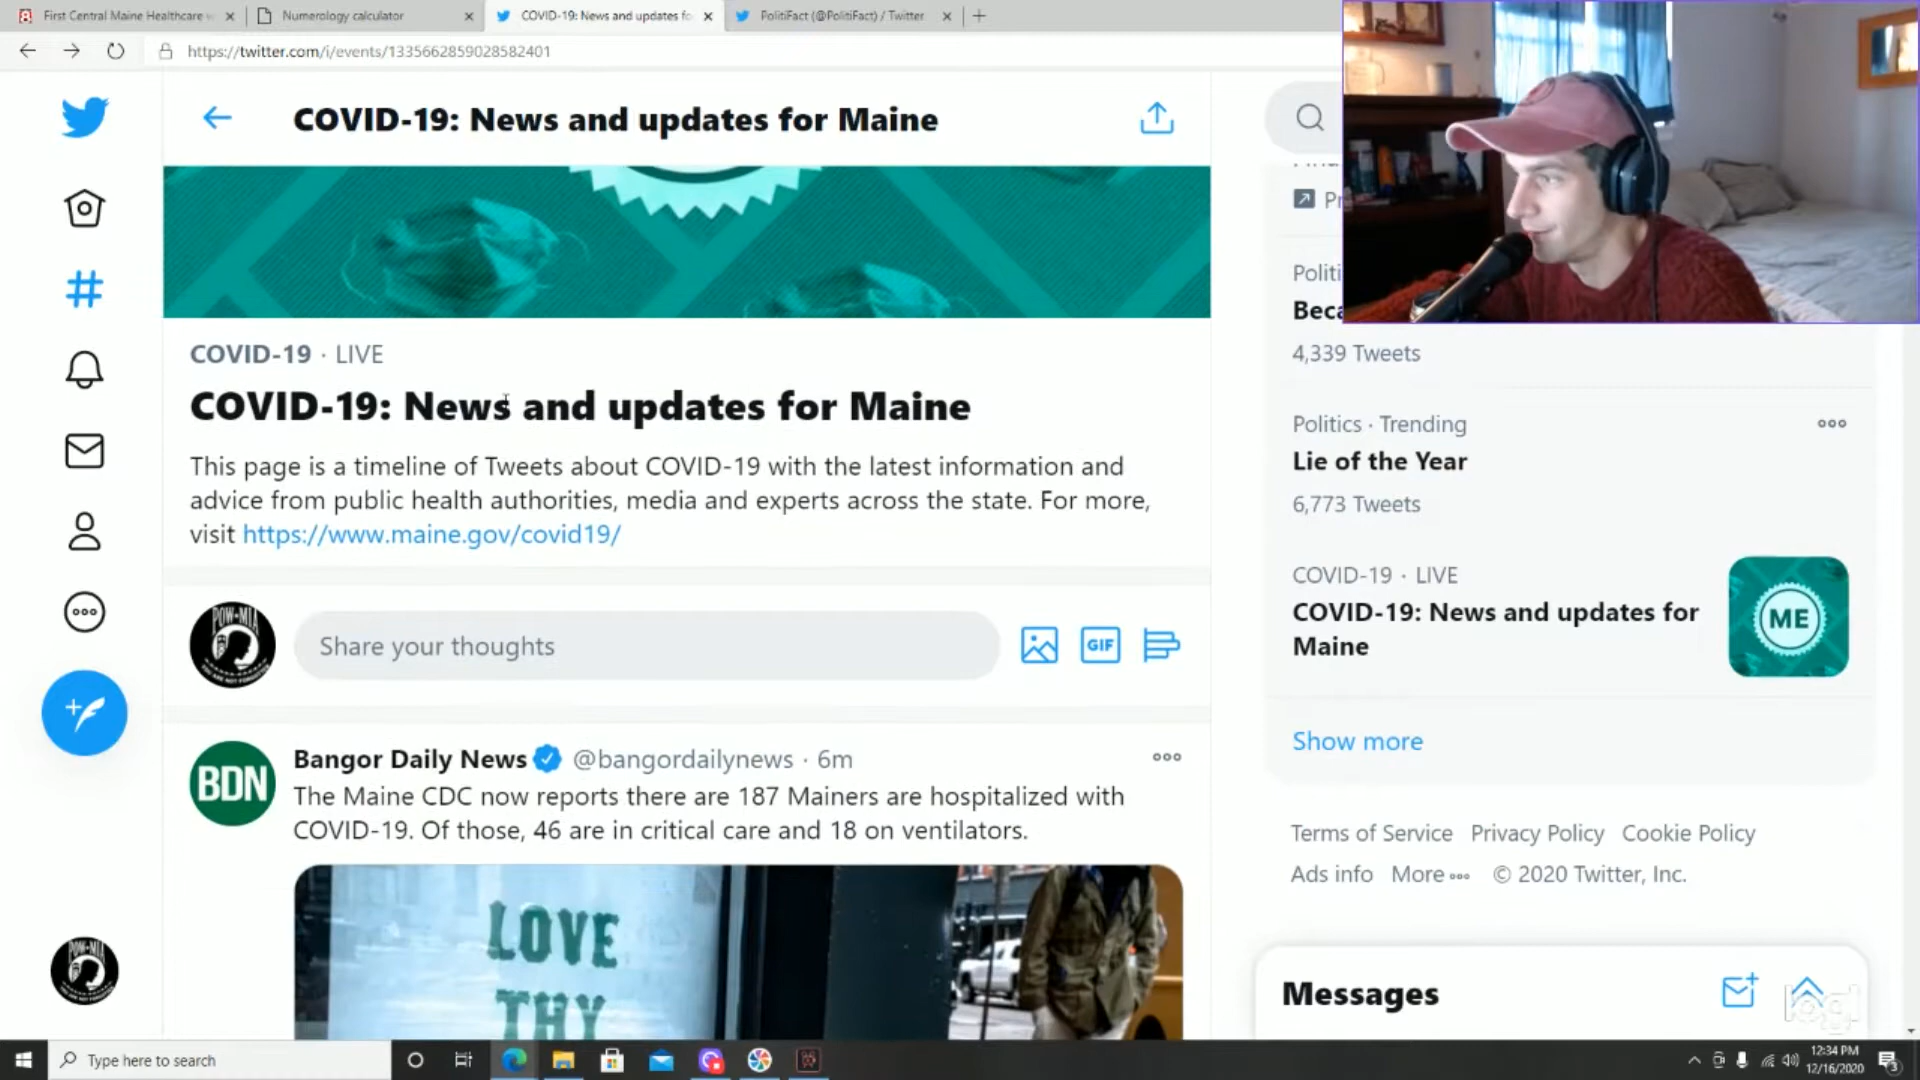 First Central Maine Healthcare w
Numerology calculator
COVID-19: News and updates fo
PolitiFact (@PolitiFact) / Twitter
https://twitter.com/i/events/1335662859028582401
COVID-19: News and updates for Maine
COVID-19 · LIVE
COVID-19: News and updates for Maine
This page is a timeline of Tweets about COVID-19 with the latest information and
advice from public health authorities, media and experts across the state. For more,
visit https://www.maine.gov/covid19/
POW★MIA
Share your thoughts
GIF
BDN
Bangor Daily News @bangordailynews · 6m
The Maine CDC now reports there are 187 Mainers are hospitalized with
COVID-19. Of those, 46 are in critical care and 18 on ventilators.
LOVE
THY
Politi
Beca
4,339 Tweets
Politics · Trending
Lie of the Year
6,773 Tweets
COVID-19 · LIVE
COVID-19: News and updates for
Maine
ME
Show more
Terms of Service Privacy Policy Cookie Policy
Ads info More © 2020 Twitter, Inc.
Messages
Type here to search
12:34 PM
12/16/2020
3